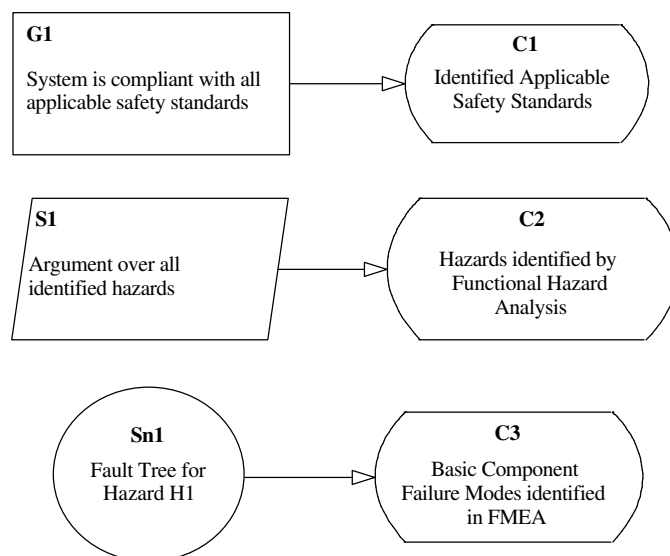 G1
System is compliant with all
applicable safety standards
C1
Identified Applicable
Safety Standards
S1
Argument over all
identified hazards
C2
Hazards identified by
Functional Hazard
Analysis
Sn1
Fault Tree for
Hazard H1
C3
Basic Component
Failure Modes identified
in FMEA